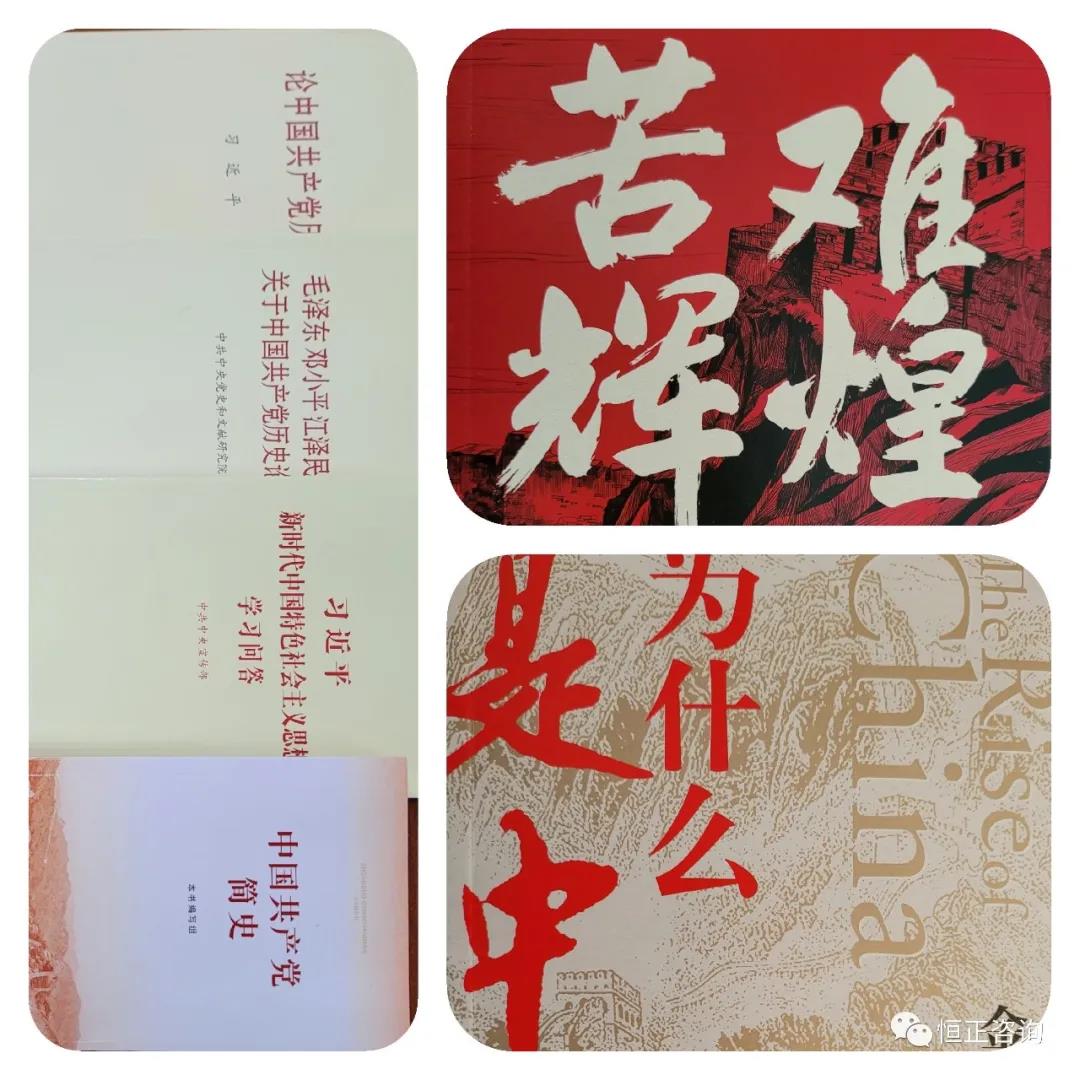 论中国共产党历
习近平
毛泽东 邓小平 江泽民
关于中国共产党历史论
中共中央党史和文献研究院
习近平
新时代中国特色社会主义思想
学习问答
中共中央宣传部
中国共产党
简史
本书编写组
苦难
辉煌
为什么
是中
The Rise of
China
恒正咨询